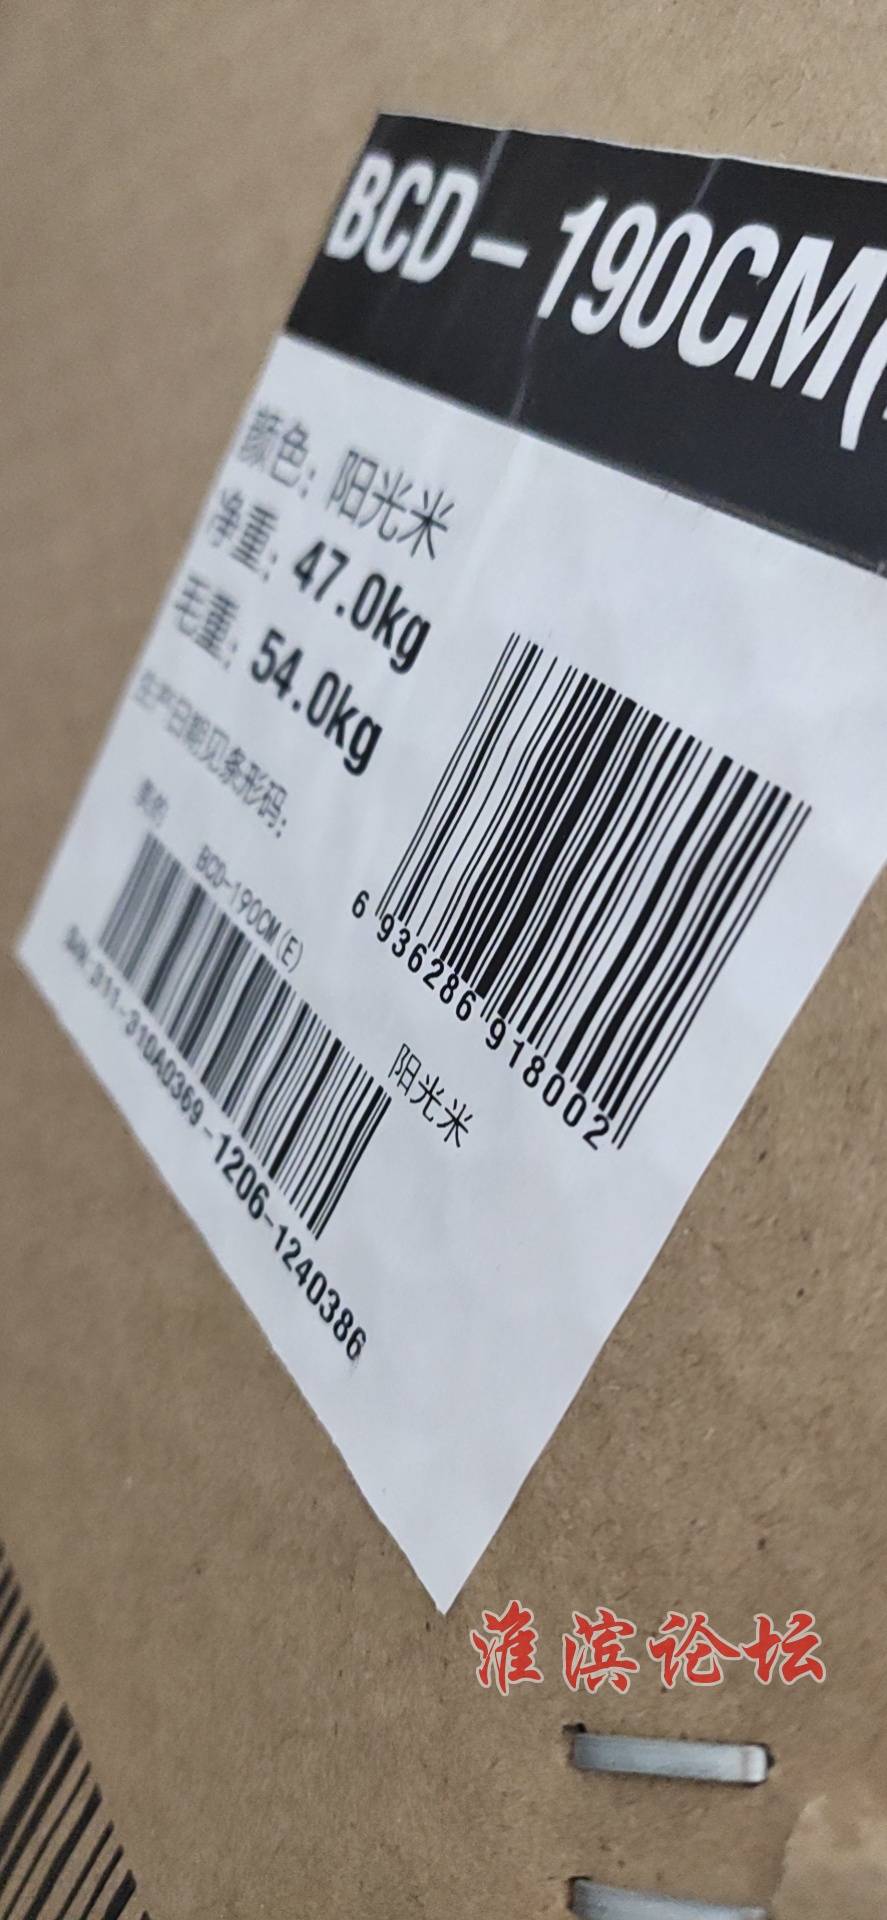 BCD-190CM(
颜色: 阳光米
净重: 47.0kg
毛重: 54.0kg
生产日期见条形码:
美的 BCD-190CM(E) 阳光米
6 936286 918002
S/N:311-310A0369-1206-1240386
淮滨论坛